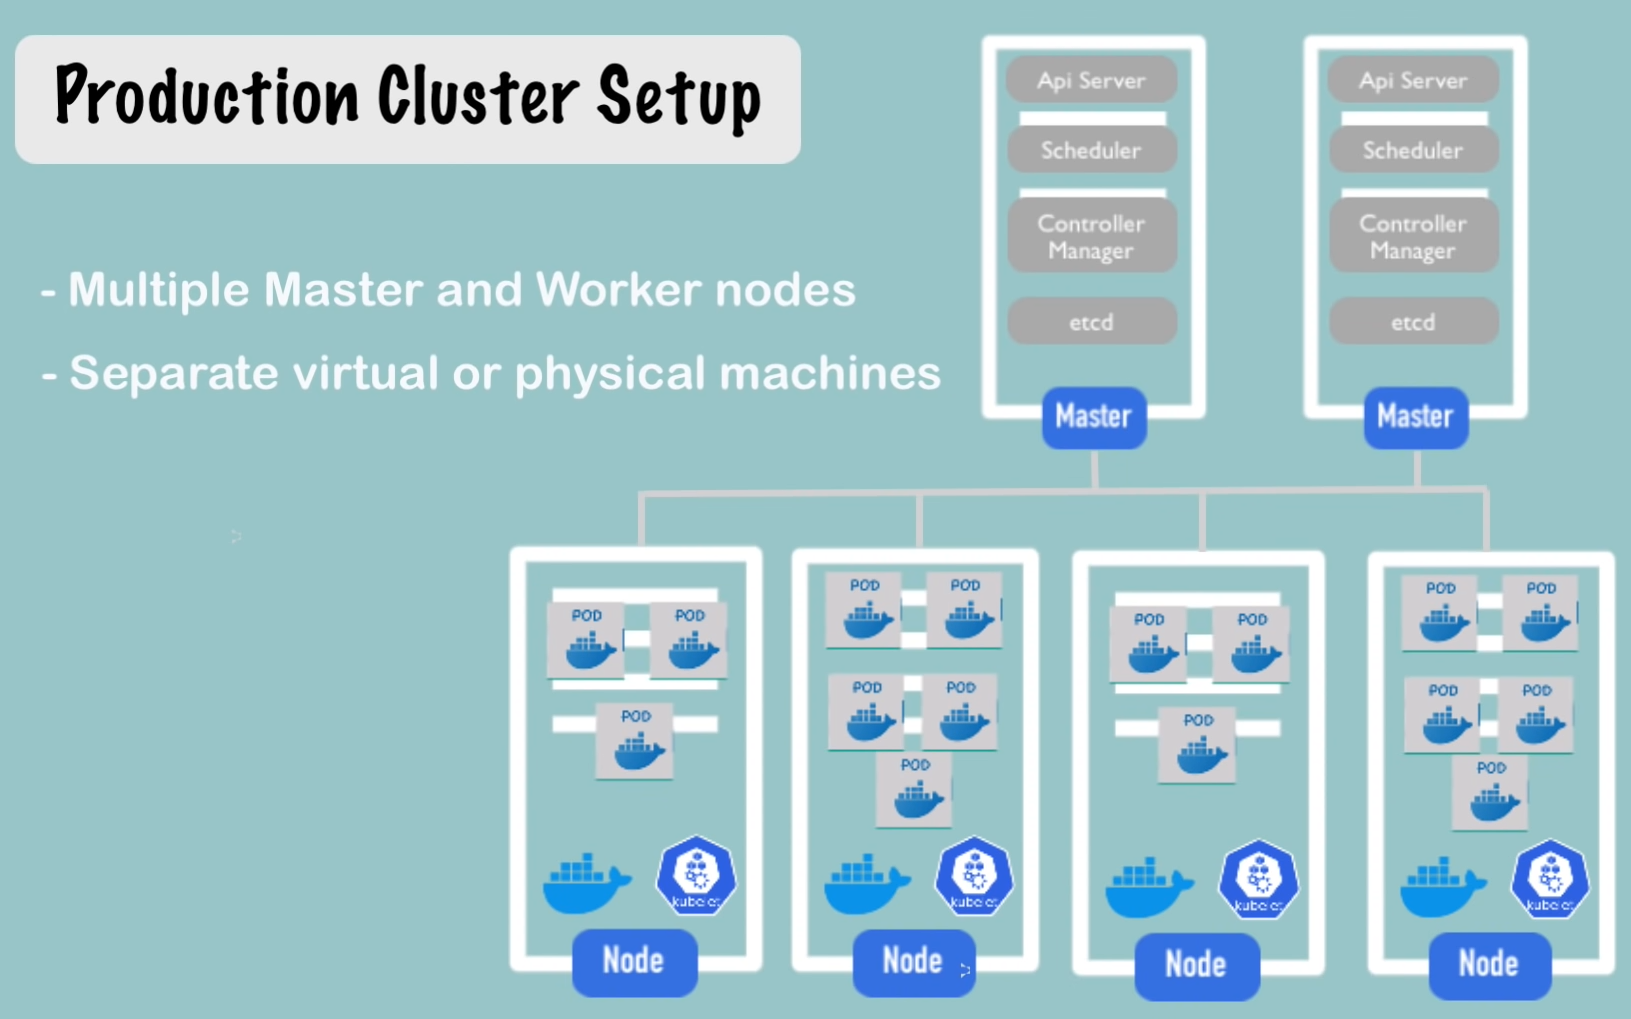 Production Cluster Setup
- Multiple Master and Worker nodes
- Separate virtual or physical machines
Api Server
Scheduler
Controller
Manager
etcd
Master
Api Server
Scheduler
Controller
Manager
etcd
Master
POD POD
POD
kubelet
Node
POD POD
POD POD
POD
kubelet
Node
POD POD
POD
kubelet
Node
POD POD
POD POD
POD
kubelet
Node